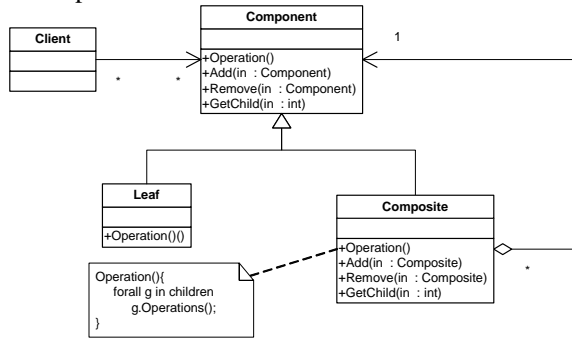 Component
Client
1
+Operation()
+Add(in : Component)
+Remove(in : Component)
+GetChild(in : int)
*
*
Leaf
+Operation()()
Composite
+Operation()
+Add(in : Composite)
+Remove(in : Composite)
+GetChild(in : int)
*
Operation(){
forall g in children
g.Operations();
}